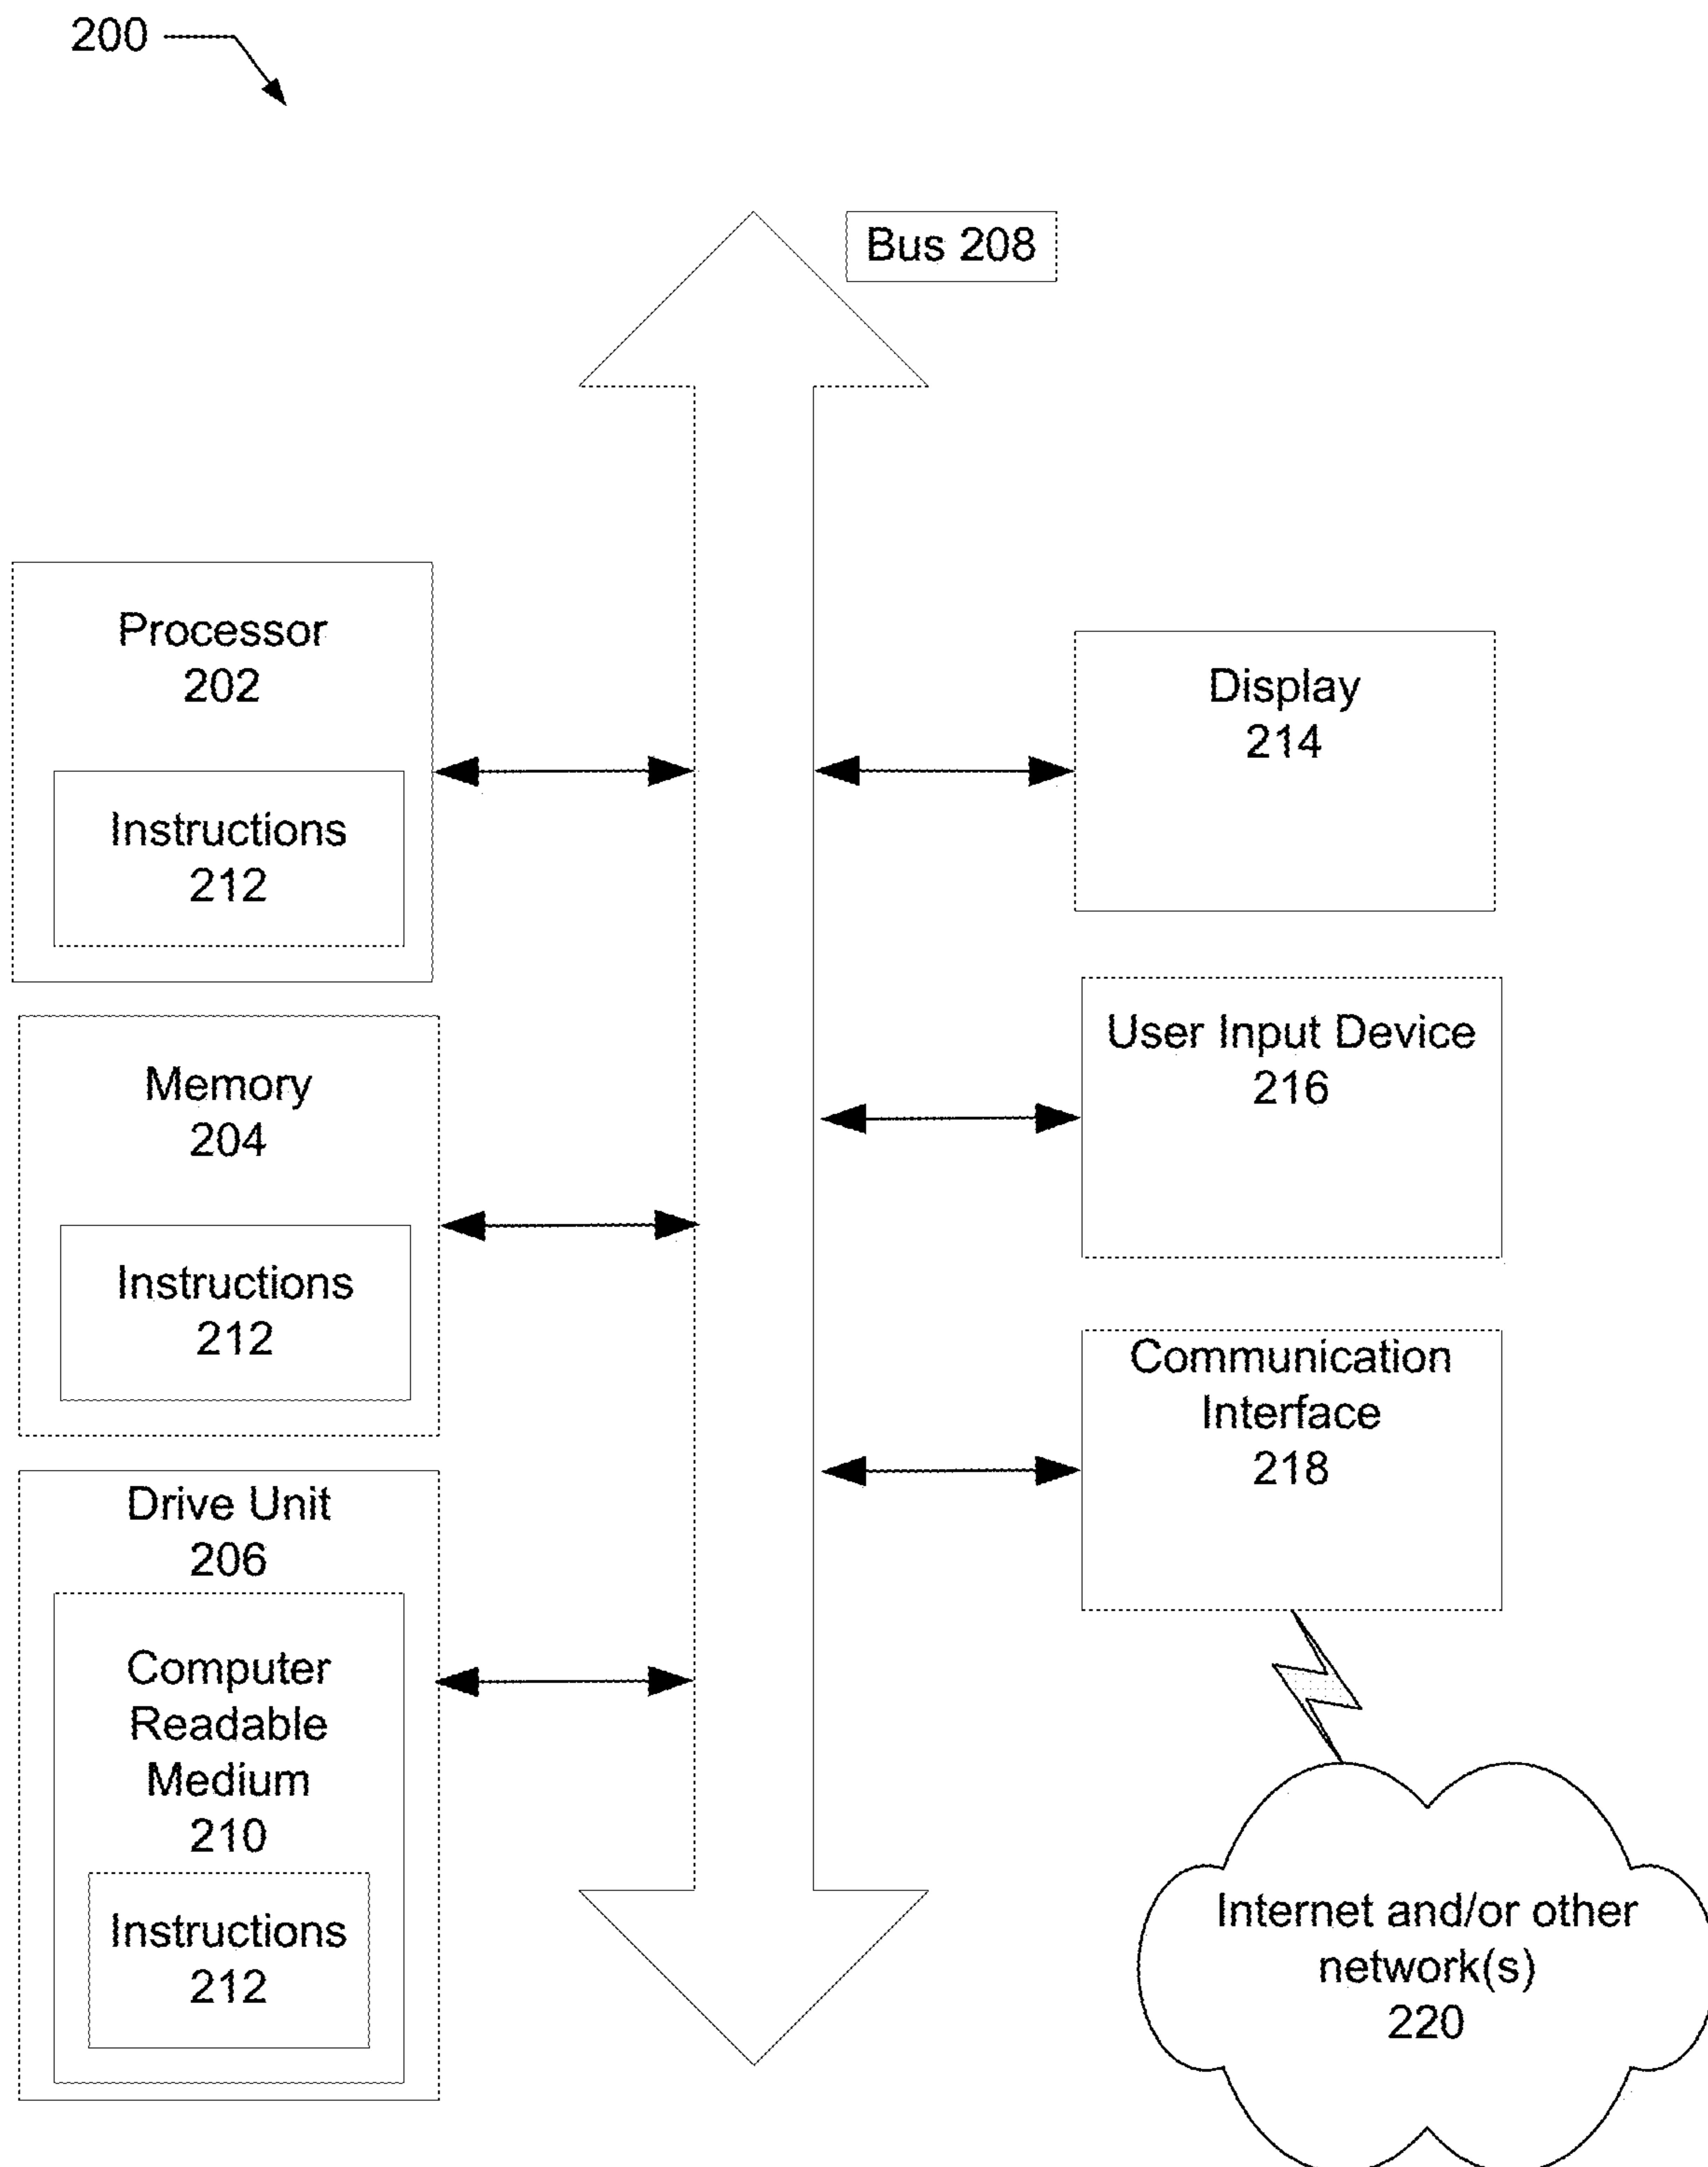 200
Bus 208
Processor
202
Instructions
212
Memory
204
Instructions
212
Drive Unit
206
Computer
Readable
Medium
210
Instructions
212
Display
214
User Input Device
216
Communication
Interface
218
Internet and/or other
network(s)
220